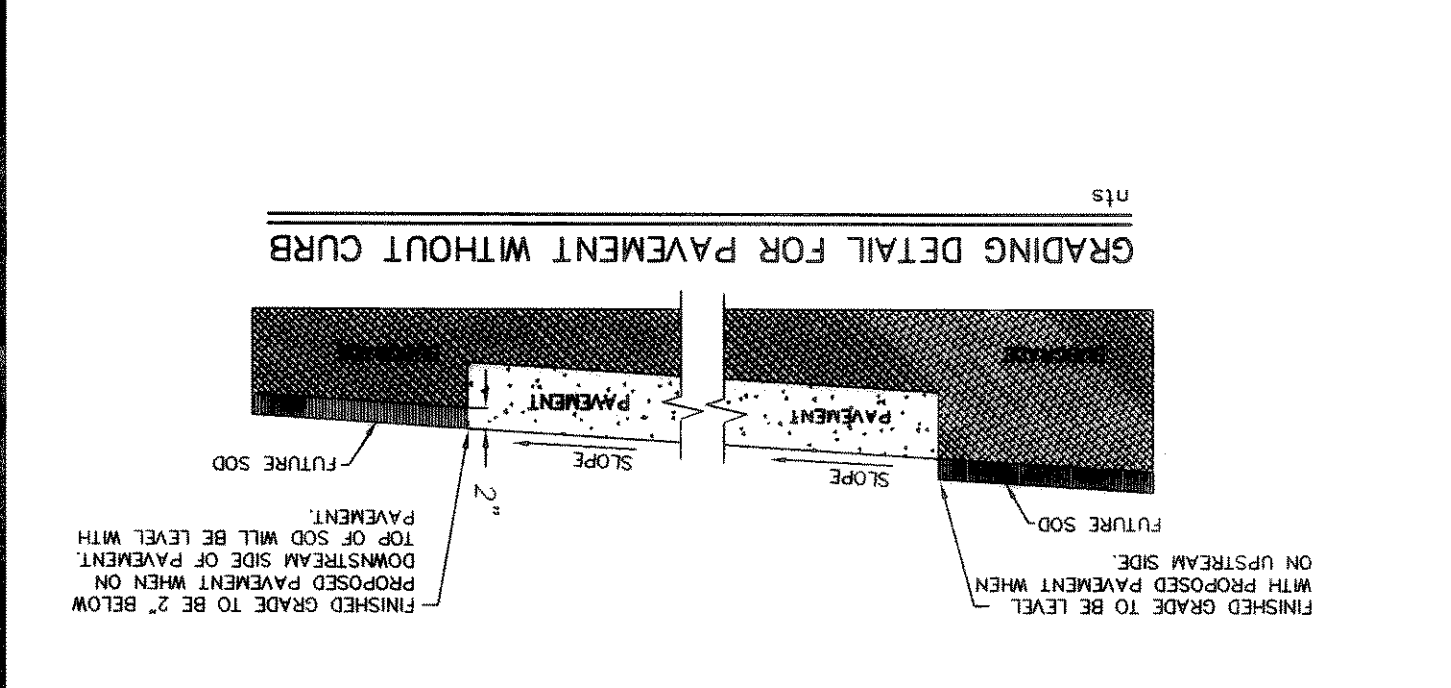 FINISHED GRADE TO BE LEVEL
WITH PROPOSED PAVEMENT WHEN
ON UPSTREAM SIDE.
FUTURE SOD
FINISHED GRADE TO BE 2" BELOW
PROPOSED PAVEMENT WHEN ON
DOWNSTREAM SIDE OF PAVEMENT.
TOP OF SOD WILL BE LEVEL WITH
PAVEMENT.
2"
FUTURE SOD
SLOPE
SLOPE
PAVEMENT
PAVEMENT
SUBGRADE
SUBGRADE
GRADING DETAIL FOR PAVEMENT WITHOUT CURB
nts